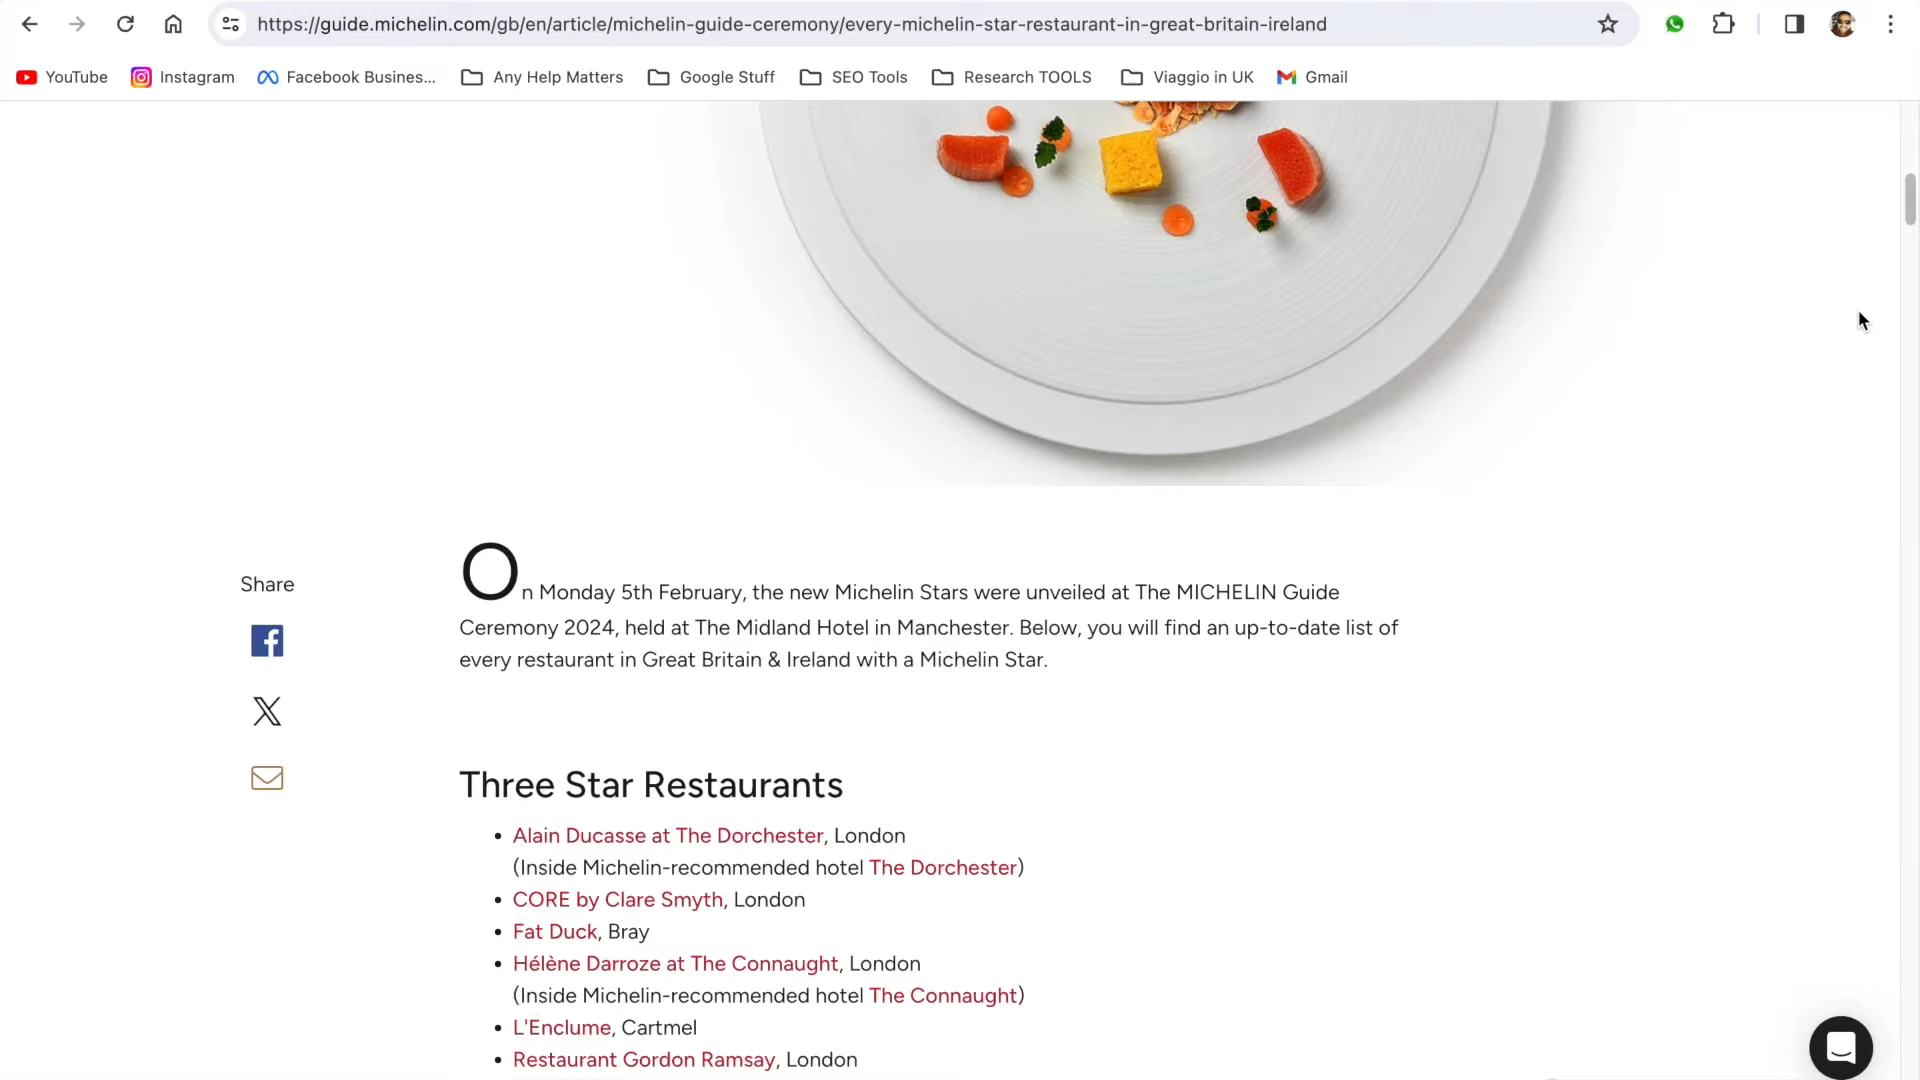 https://guide.michelin.com/gb/en/article/michelin-guide-ceremony/every-michelin-star-restaurant-in-great-britain-ireland
YouTube Instagram Facebook Busines... Any Help Matters Google Stuff SEO Tools Research TOOLS Viaggio in UK Gmail
Share
On Monday 5th February, the new Michelin Stars were unveiled at The MICHELIN Guide
Ceremony 2024, held at The Midland Hotel in Manchester. Below, you will find an up-to-date list of
every restaurant in Great Britain & Ireland with a Michelin Star.
Three Star Restaurants
• Alain Ducasse at The Dorchester, London
(Inside Michelin-recommended hotel The Dorchester)
• CORE by Clare Smyth, London
• Fat Duck, Bray
• Hélène Darroze at The Connaught, London
(Inside Michelin-recommended hotel The Connaught)
• L'Enclume, Cartmel
• Restaurant Gordon Ramsay, London